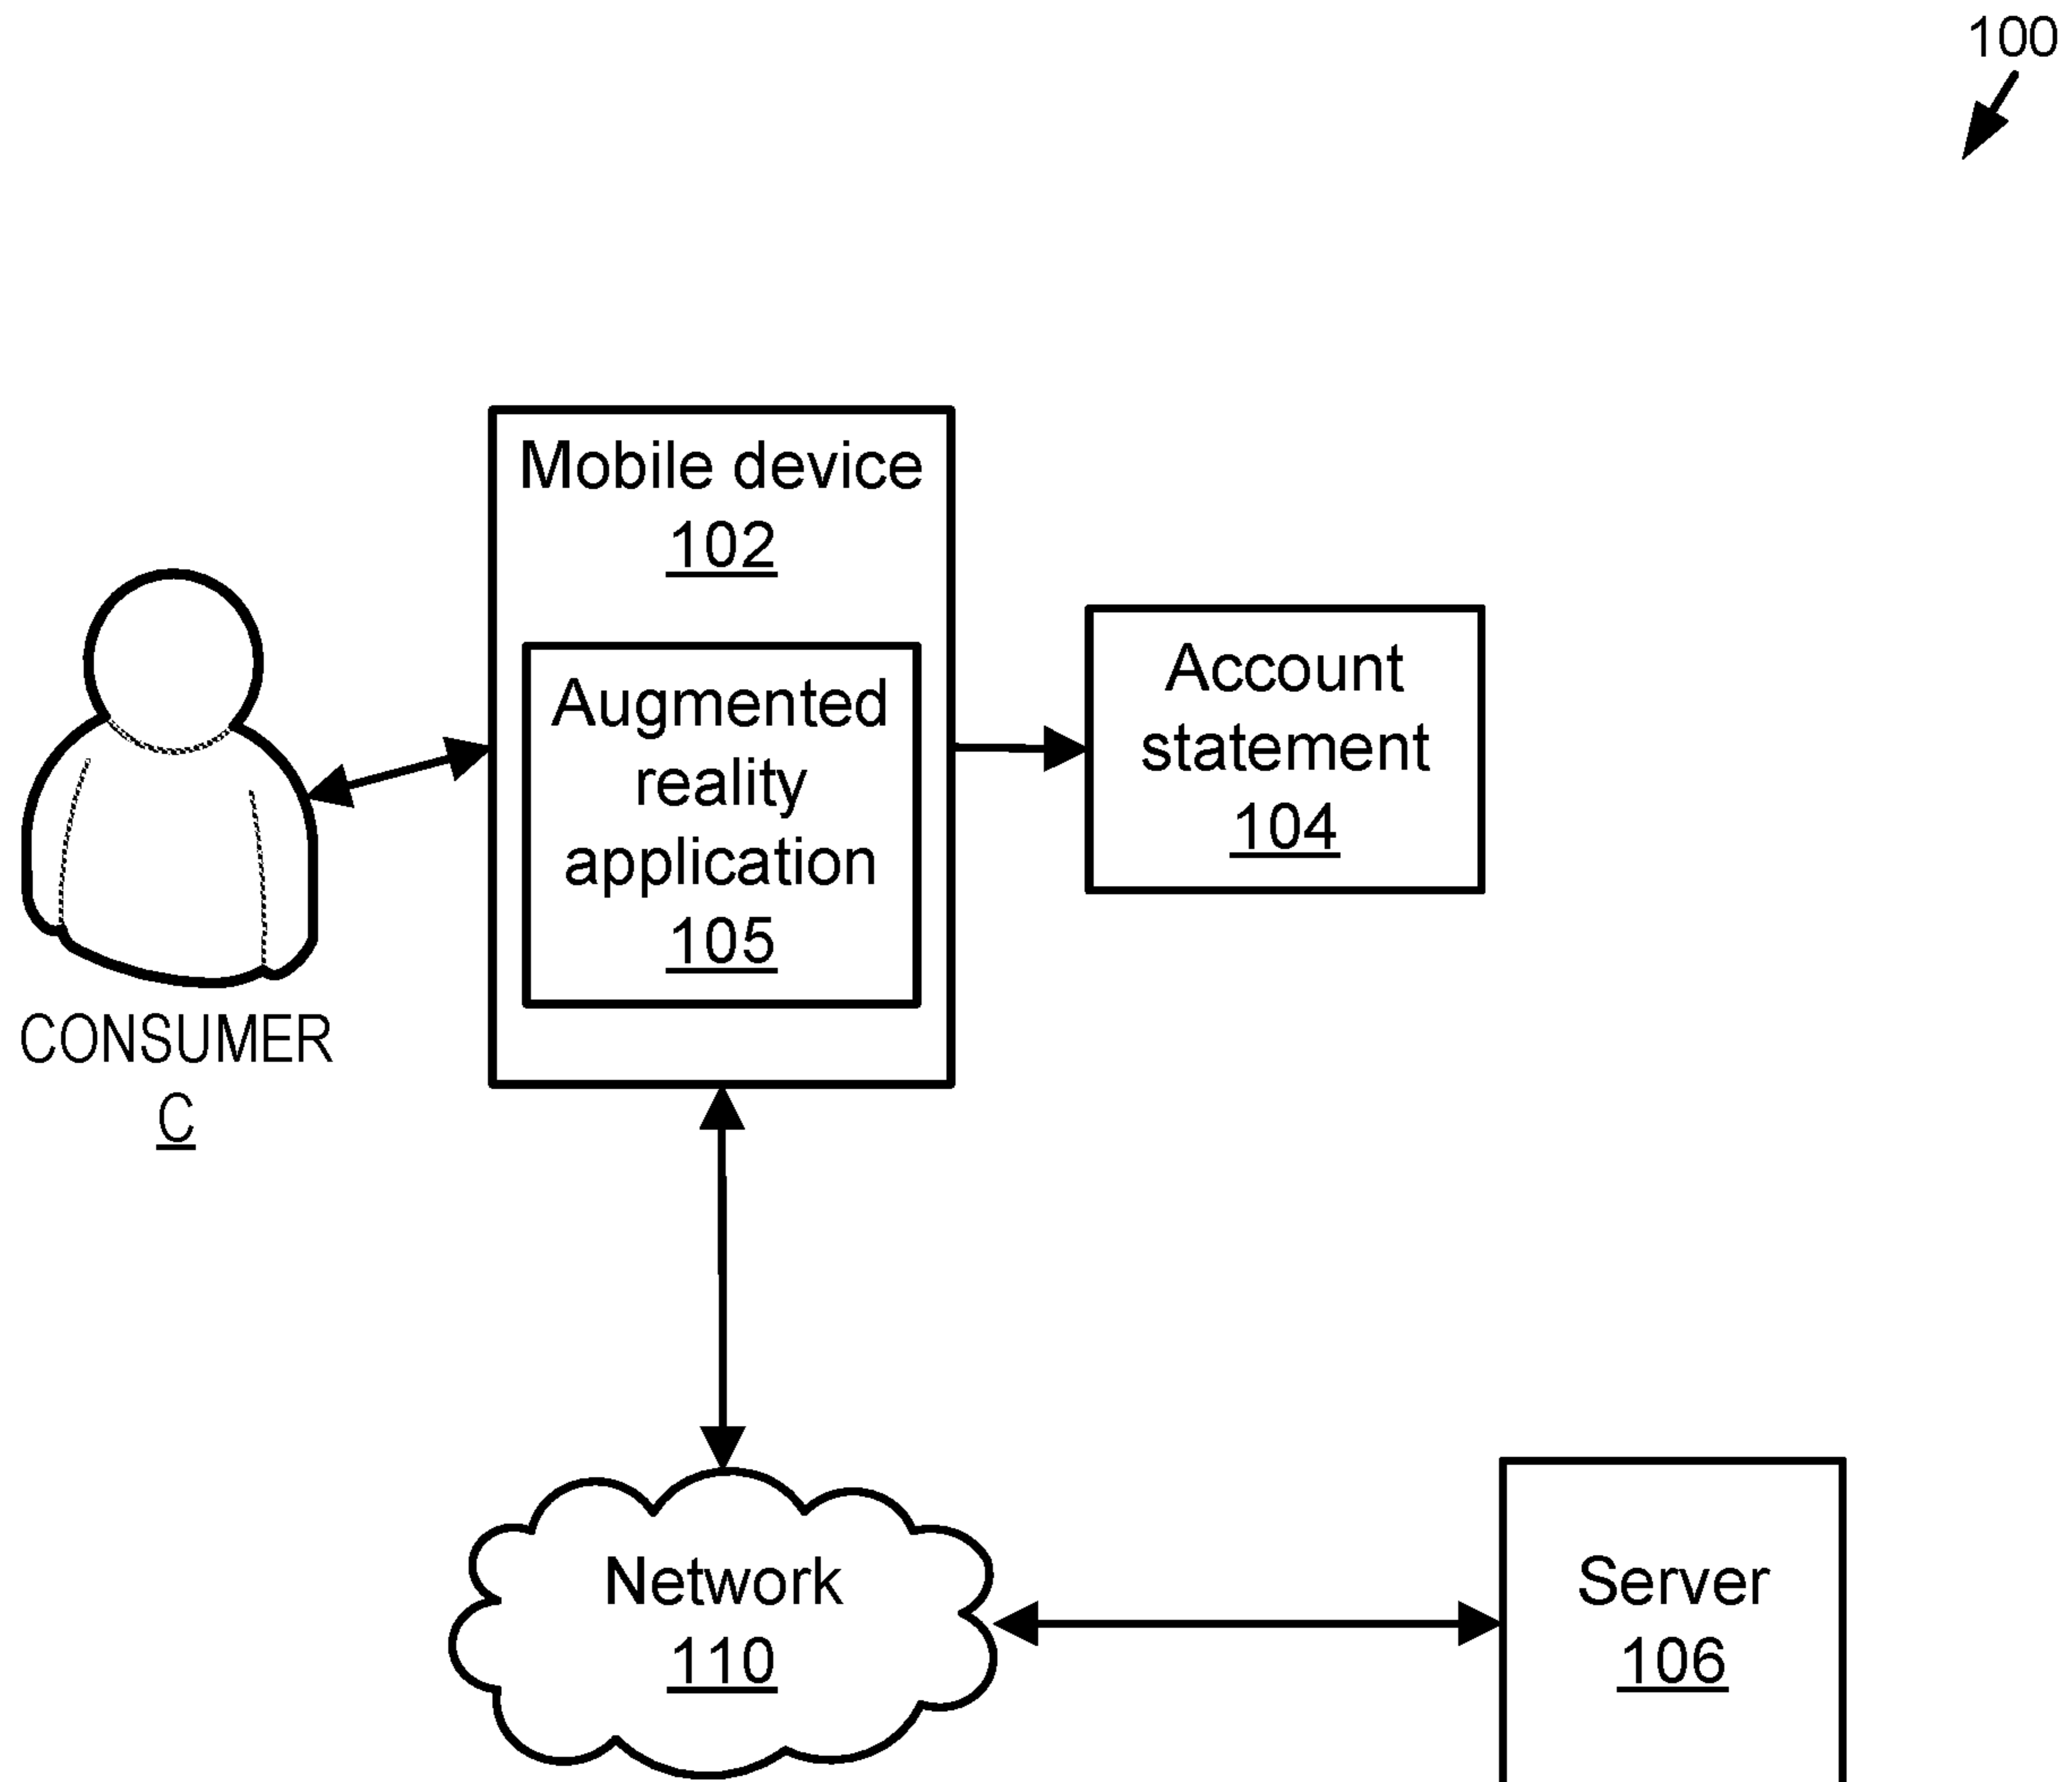 100
Mobile device
102
Augmented
reality
application
105
Account
statement
104
CONSUMER
C
Network
110
Server
106